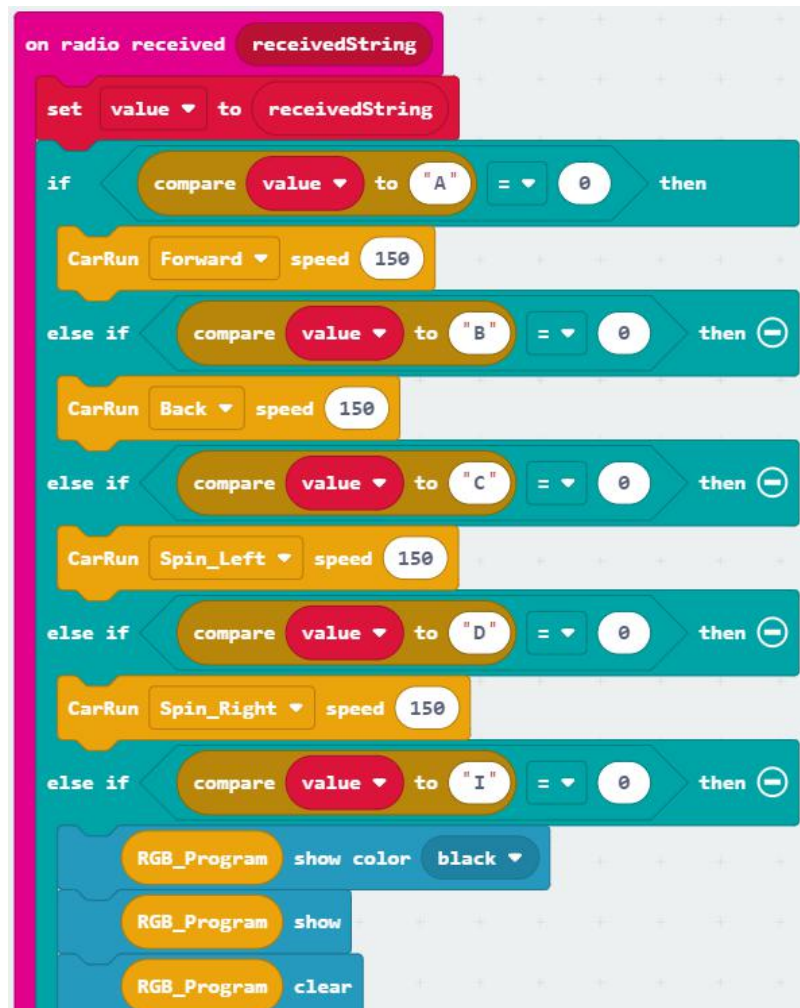 on radio received receivedString
set value to receivedString
if compare value to "A" = 0 then
CarRun Forward speed 150
else if compare value to "B" = 0 then
CarRun Back speed 150
else if compare value to "C" = 0 then
CarRun Spin_Left speed 150
else if compare value to "D" = 0 then
CarRun Spin_Right speed 150
else if compare value to "I" = 0 then
RGB_Program show color black
RGB_Program show
RGB_Program clear